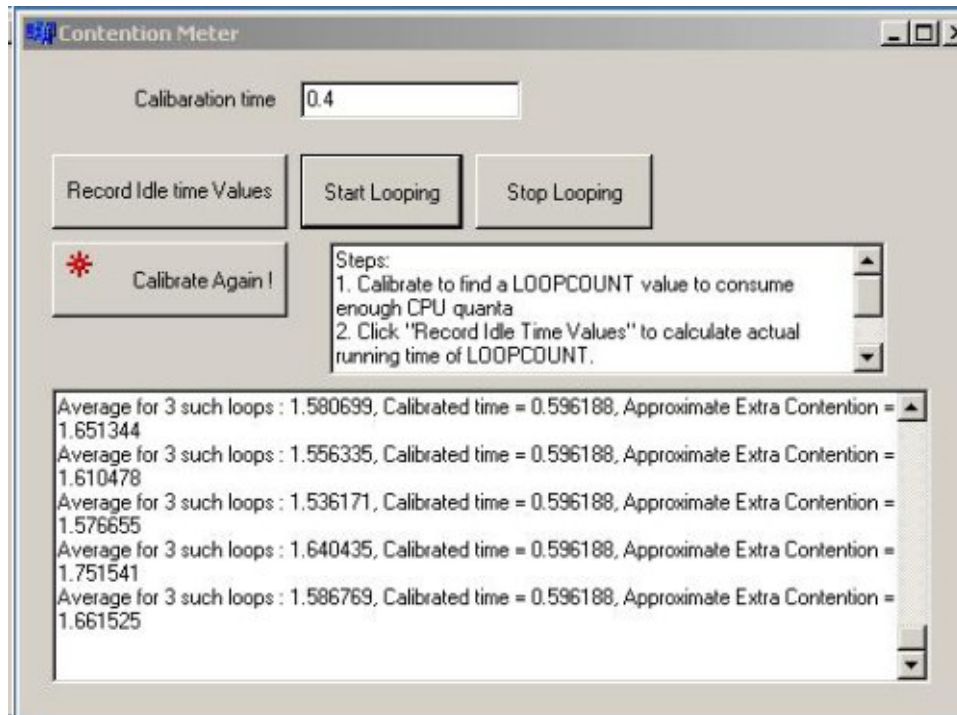 Contention Meter
Calibaration time
0.4
Record Idle time Values
Start Looping
Stop Looping
Calibrate Again !
Steps:
1. Calibrate to find a LOOPCOUNT value to consume
enough CPU quanta
2. Click "Record Idle Time Values" to calculate actual
running time of LOOPCOUNT.
Average for 3 such loops : 1.580699, Calibrated time = 0.596188, Approximate Extra Contention =
1.651344
Average for 3 such loops : 1.556335, Calibrated time = 0.596188, Approximate Extra Contention =
1.610478
Average for 3 such loops : 1.536171, Calibrated time = 0.596188, Approximate Extra Contention =
1.576655
Average for 3 such loops : 1.640435, Calibrated time = 0.596188, Approximate Extra Contention =
1.751541
Average for 3 such loops : 1.586769, Calibrated time = 0.596188, Approximate Extra Contention =
1.661525